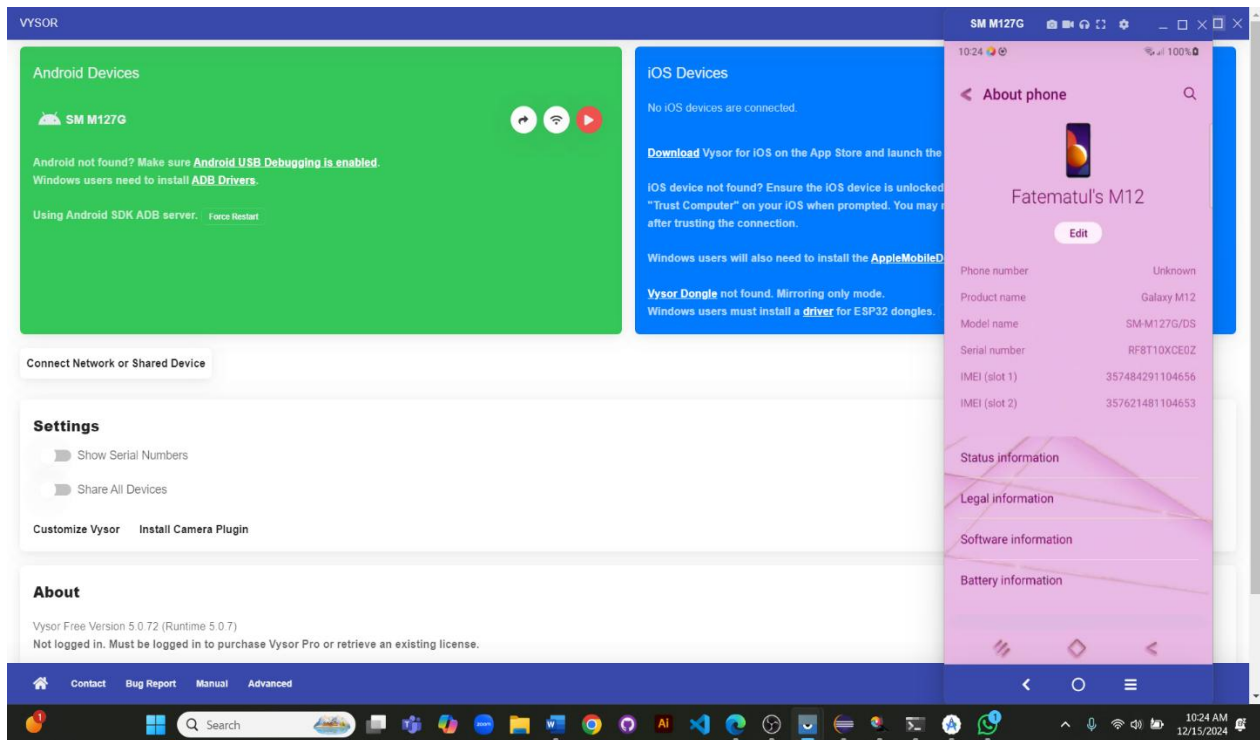 VYSOR
Android Devices
SM M127G
Android not found? Make sure Android USB Debugging is enabled.
Windows users need to install ADB Drivers.
Using Android SDK ADB server. Force Restart
iOS Devices
No iOS devices are connected.
Download Vysor for iOS on the App Store and launch the
iOS device not found? Ensure the iOS device is unlocked
"Trust Computer" on your iOS when prompted. You may
after trusting the connection.
Windows users will also need to install the AppleMobileD
Vysor Dongle not found. Mirroring only mode.
Windows users must install a driver for ESP32 dongles.
Connect Network or Shared Device
Settings
Show Serial Numbers
Share All Devices
Customize Vysor Install Camera Plugin
About
Vysor Free Version 5.0.72 (Runtime 5.0.7)
Not logged in. Must be logged in to purchase Vysor Pro or retrieve an existing license.
Contact Bug Report Manual Advanced
SM M127G
10:24 100%
About phone
Fatematul's M12
Edit
Phone number Unknown
Product name Galaxy M12
Model name SM-M127G/DS
Serial number RF8T10XCE0Z
IMEI (slot 1) 357484291104656
IMEI (slot 2) 357621481104653
Status information
Legal information
Software information
Battery information
1
Search
zoom
Ai
1
10:24 AM
12/15/2024